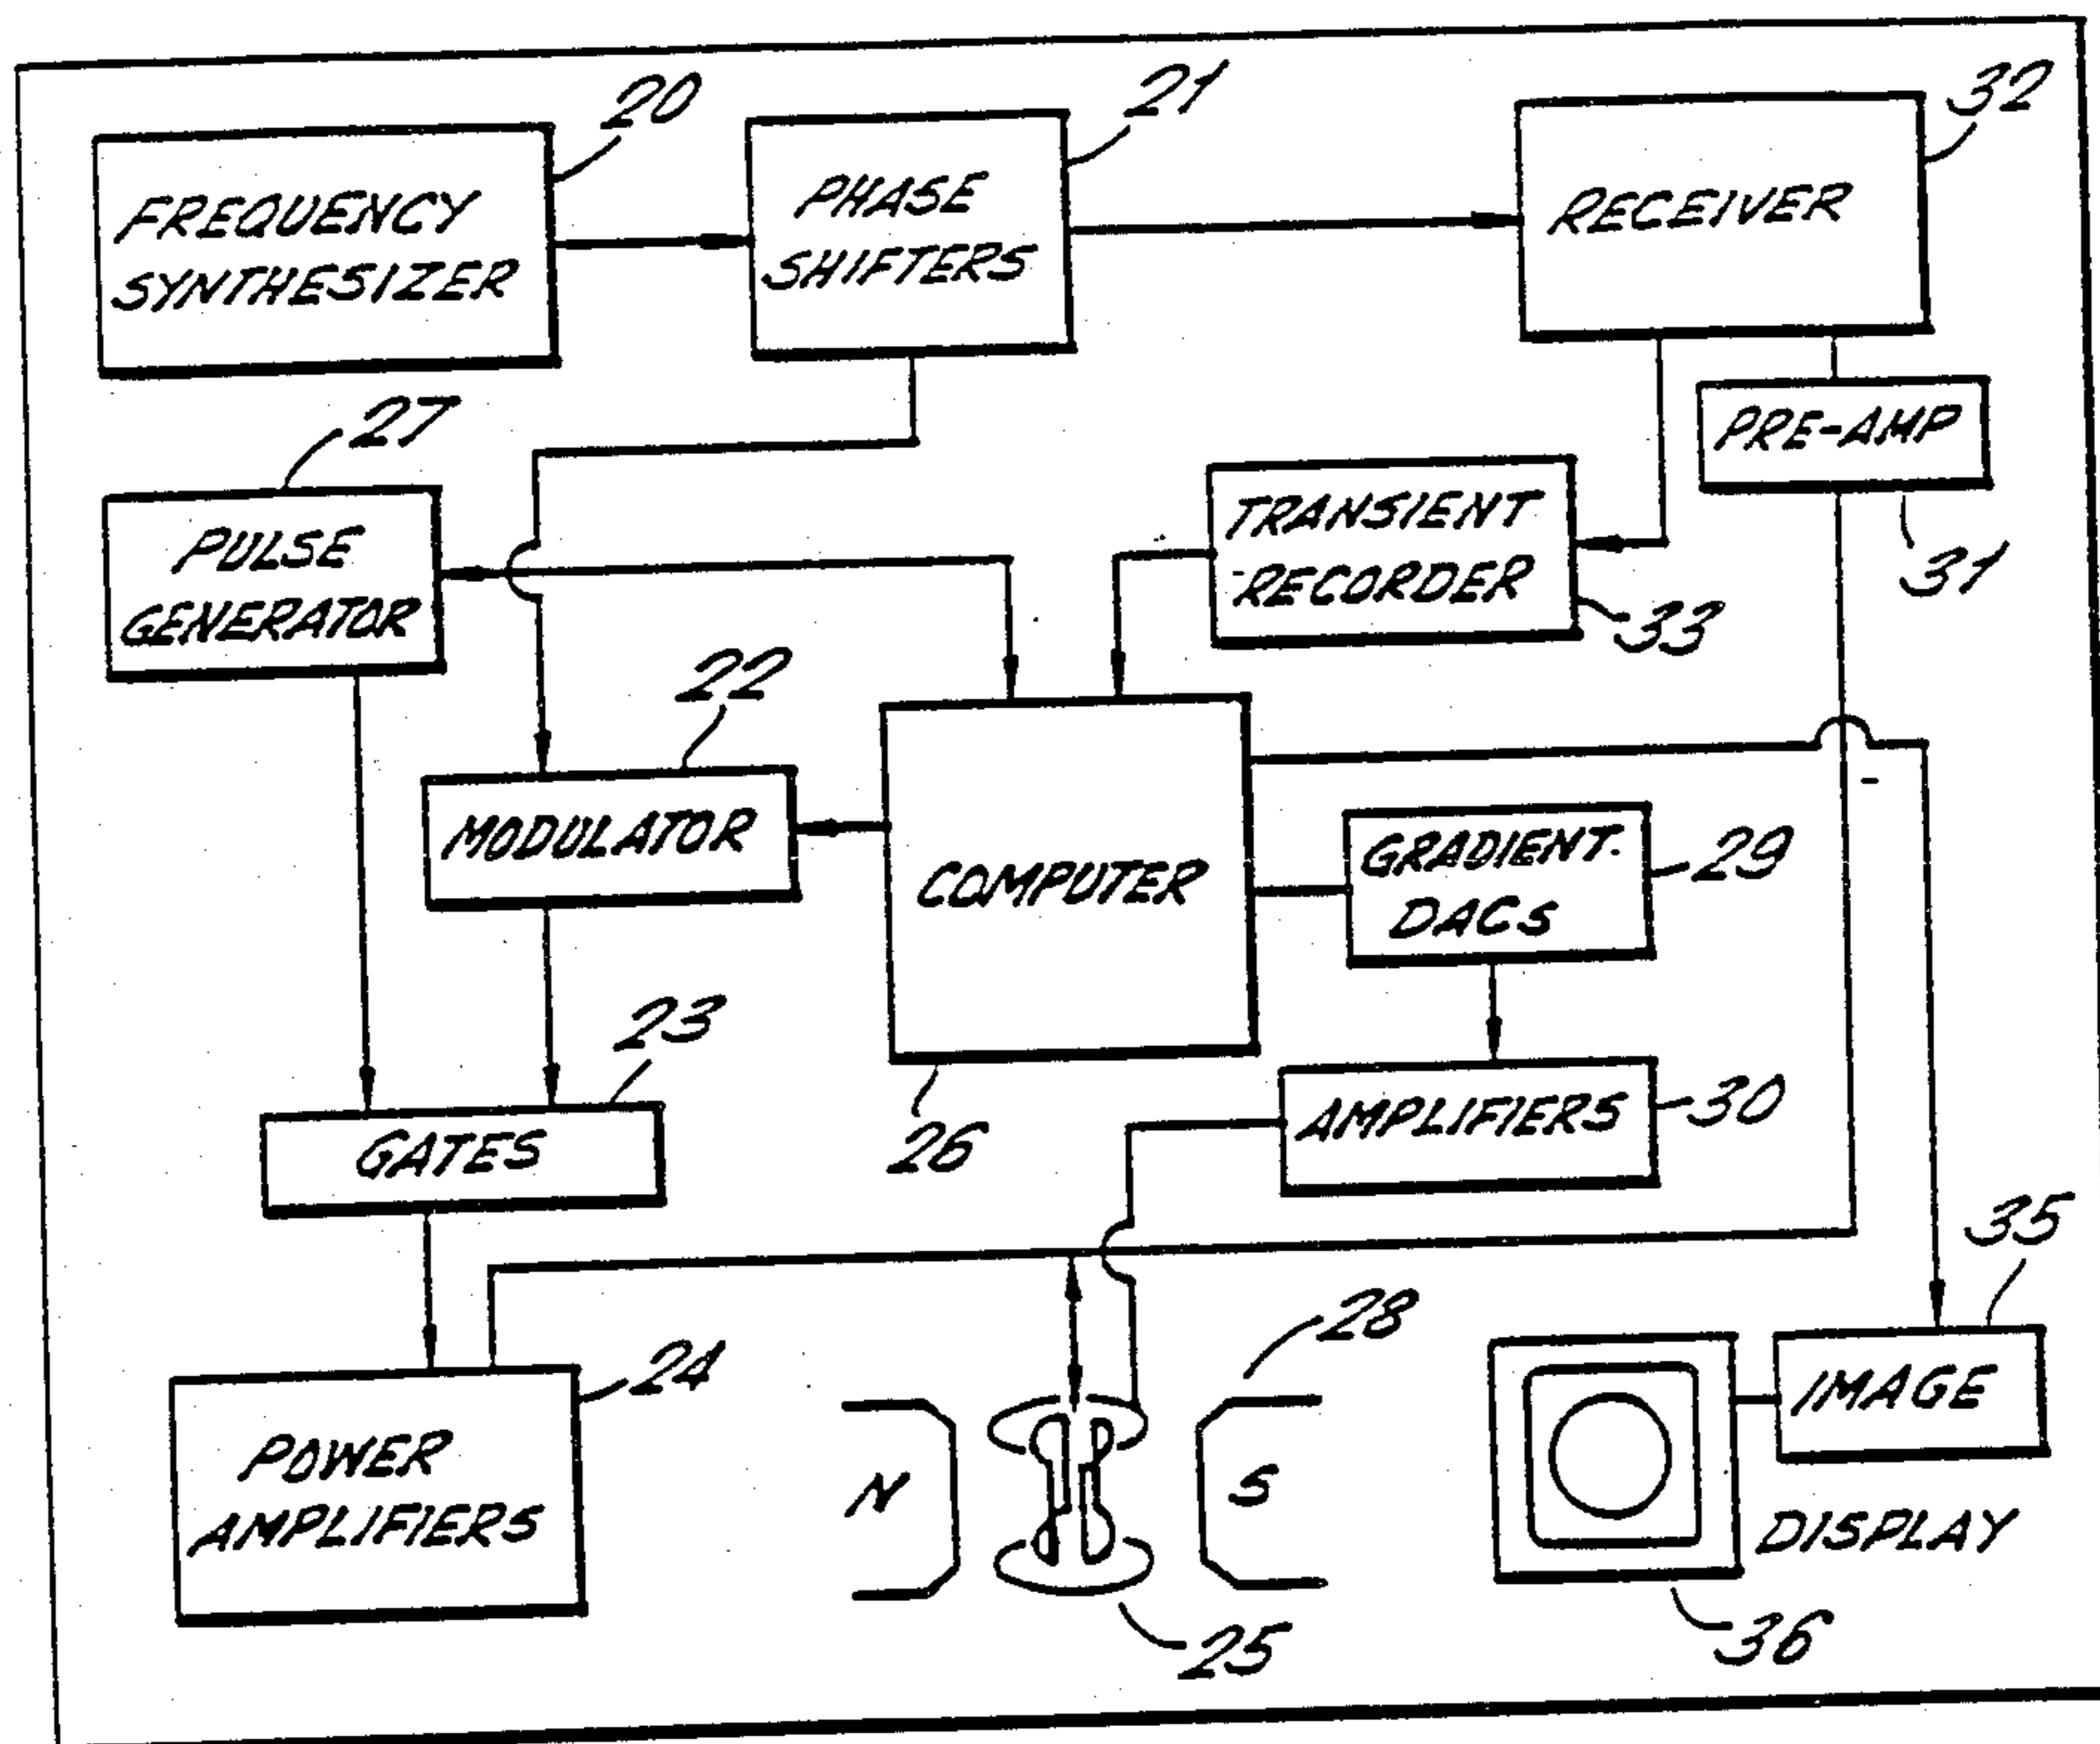 20
21
32
FREQUENCY
SYNTHESIZER
PHASE
SHIFTERS
RECEIVER
27
PRE-AMP
31
PULSE
GENERATOR
TRANSIENT
RECORDER
33
22
MODULATOR
COMPUTER
GRADIENT
DACS
29
23
GATES
26
AMPLIFIERS
30
35
24
28
IMAGE
POWER
AMPLIFIERS
N
S
DISPLAY
25
36